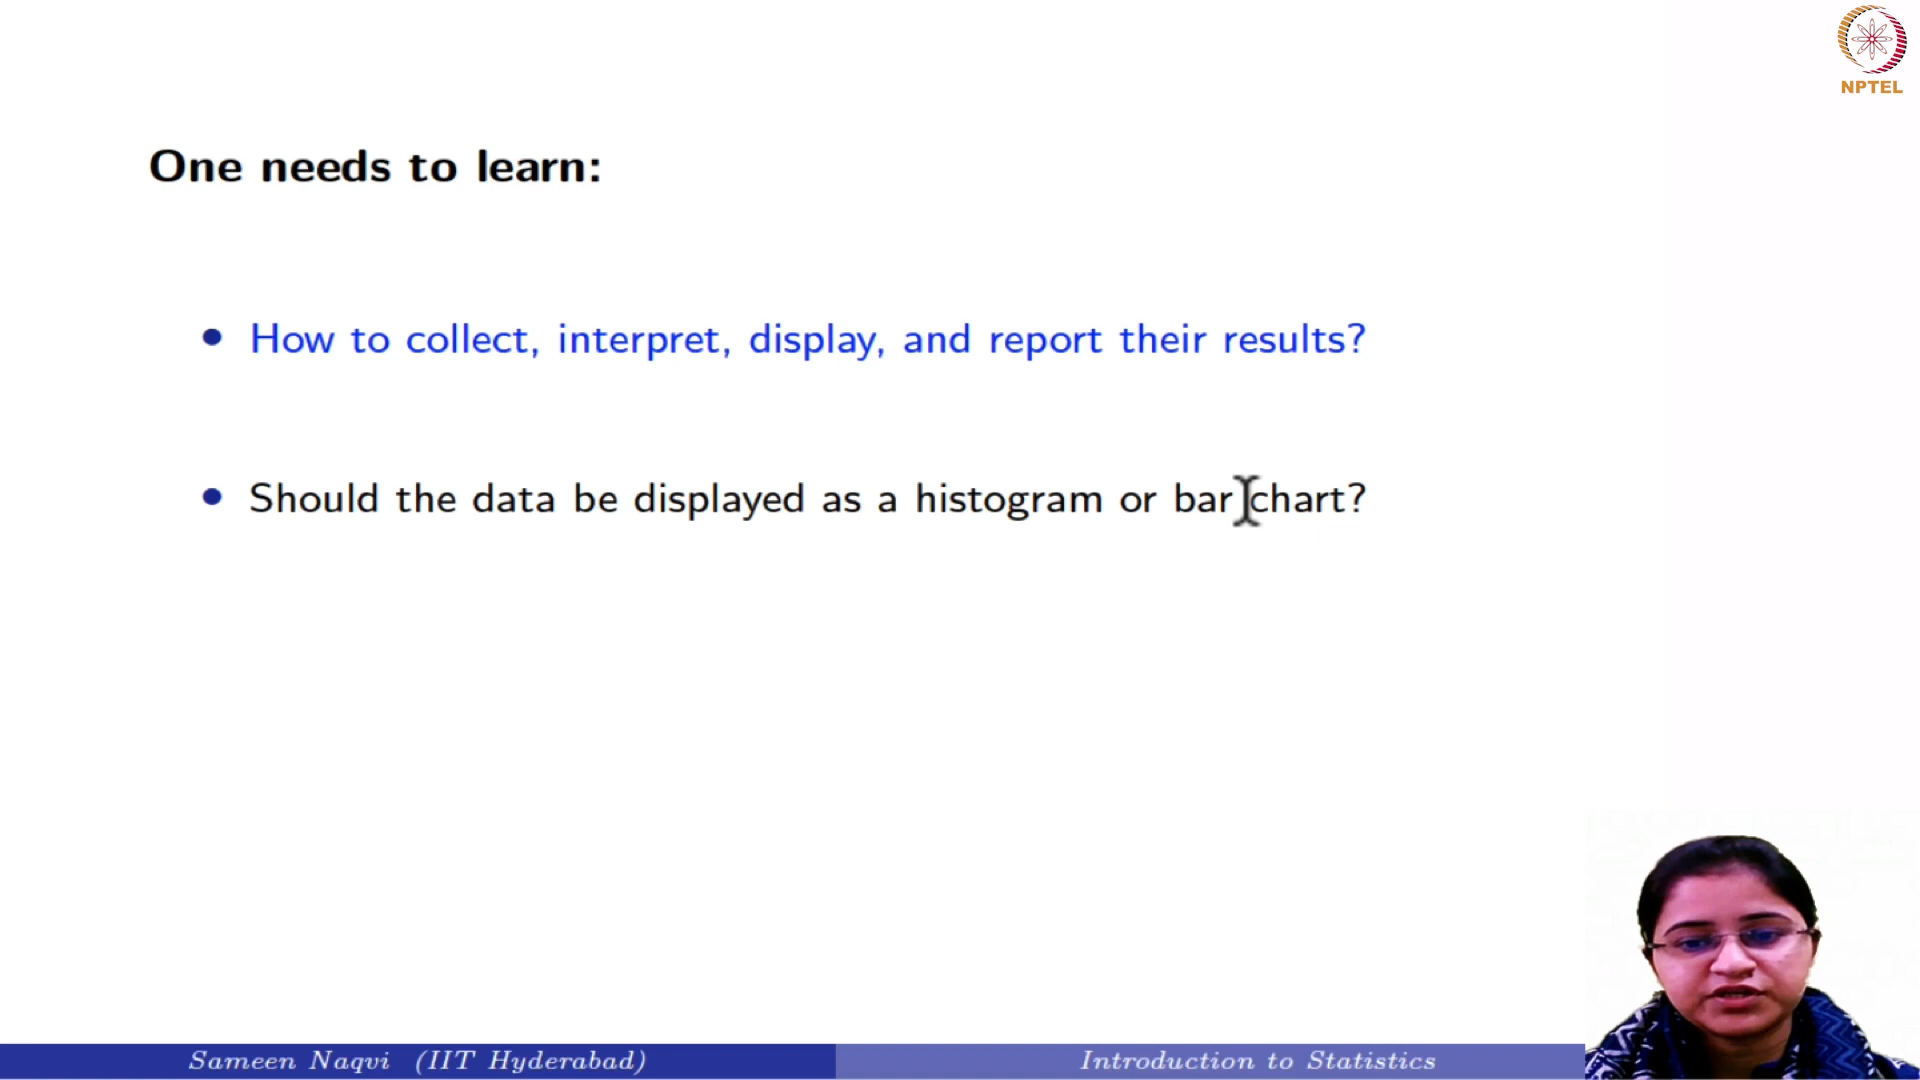 NPTEL
One needs to learn:
• How to collect, interpret, display, and report their results?
• Should the data be displayed as a histogram or bar chart?
Sameen Naqvi (IIT Hyderabad)
Introduction to Statistics